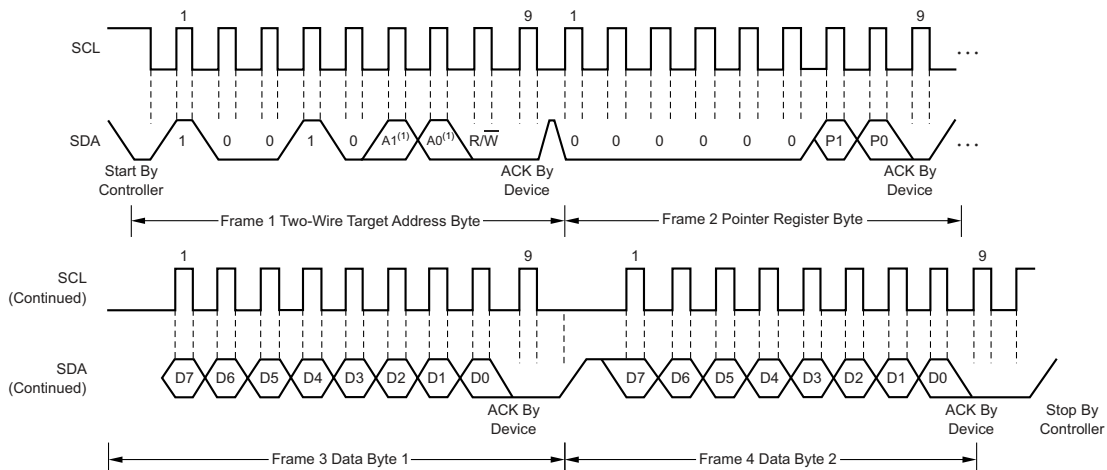 1 9 1 9
SCL
...
SDA
1 0 0 1 0 A1(1) A0(1) R/W 0 0 0 0 0 0 P1 P0
...
Start By
Controller
ACK By
Device
ACK By
Device
Frame 1 Two-Wire Target Address Byte
Frame 2 Pointer Register Byte
1 9 1 9
SCL
(Continued)
SDA
(Continued)
D7 D6 D5 D4 D3 D2 D1 D0 D7 D6 D5 D4 D3 D2 D1 D0
ACK By
Device
ACK By
Device
Stop By
Controller
Frame 3 Data Byte 1
Frame 4 Data Byte 2